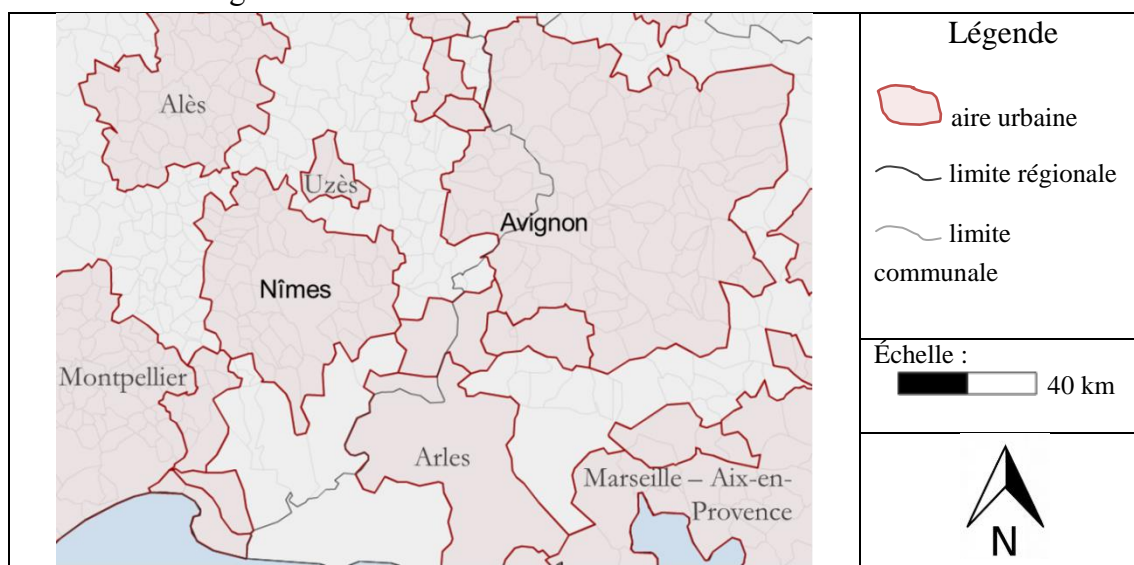 Alès
Uzès
Avignon
Nîmes
Montpellier
Arles
Marseille – Aix-en-
Provence
Légende
aire urbaine
limite régionale
limite
communale
Échelle :
40 km
N